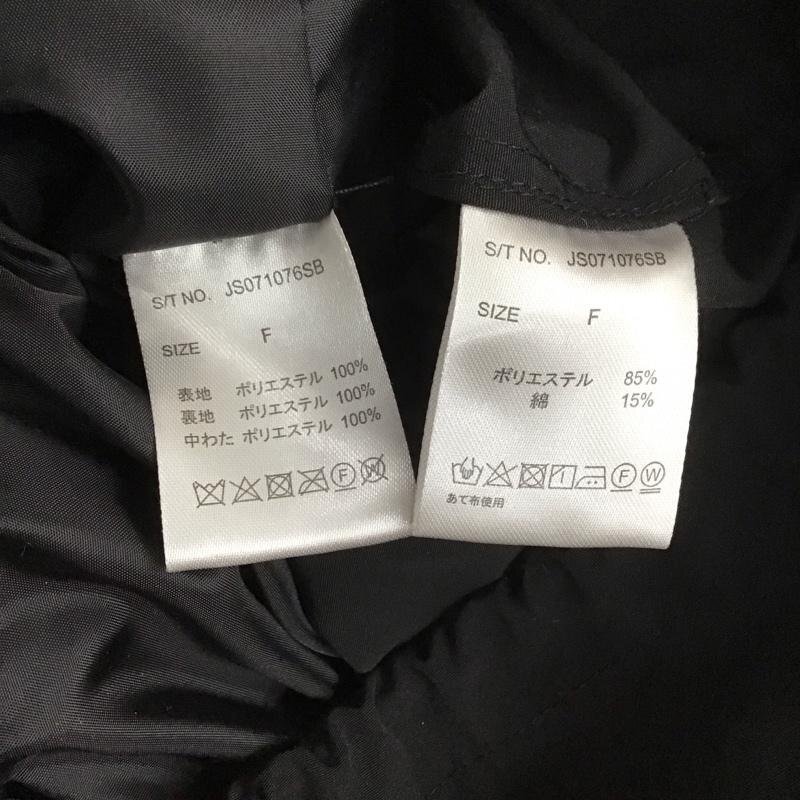 S/T NO. JS071076SB
SIZE F
表地 ポリエステル 100%
裏地 ポリエステル 100%
中わた ポリエステル 100%
F
W
S/T NO. JS071076SB
SIZE F
ポリエステル 85%
綿 15%
F
W
あて布使用